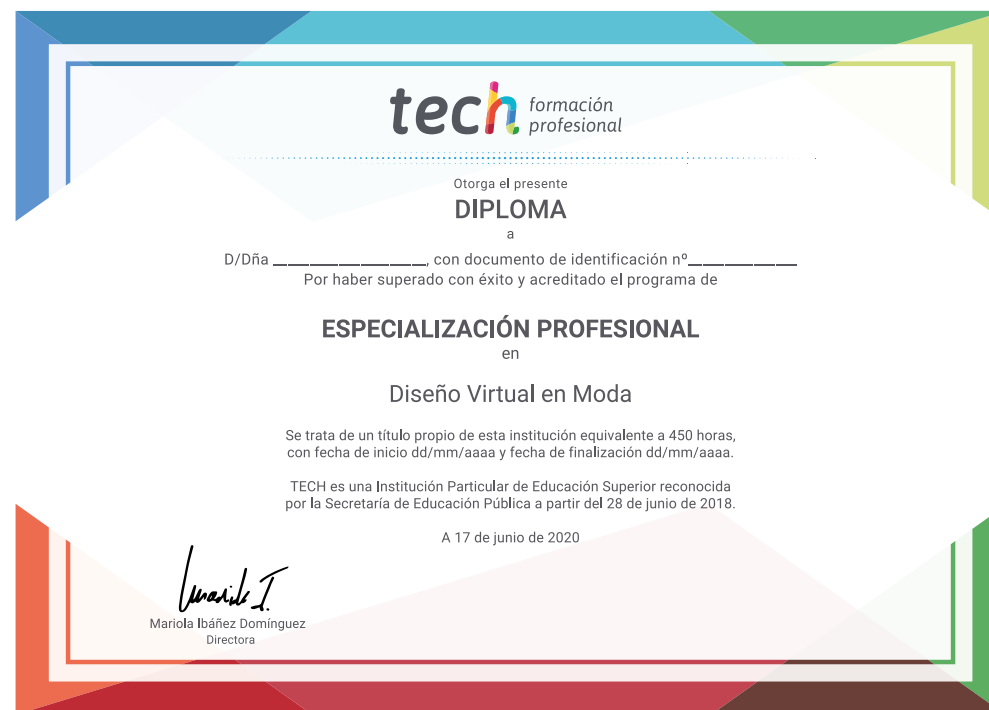 tech formación
profesional
Otorga el presente
DIPLOMA
a
D/Dña ____________________, con documento de identificación nº______________
Por haber superado con éxito y acreditado el programa de
ESPECIALIZACIÓN PROFESIONAL
en
Diseño Virtual en Moda
Se trata de un título propio de esta institución equivalente a 450 horas,
con fecha de inicio dd/mm/aaaa y fecha de finalización dd/mm/aaaa.
TECH es una Institución Particular de Educación Superior reconocida
por la Secretaría de Educación Pública a partir del 28 de junio de 2018.
A 17 de junio de 2020
Mariola Ibáñez Domínguez
Directora